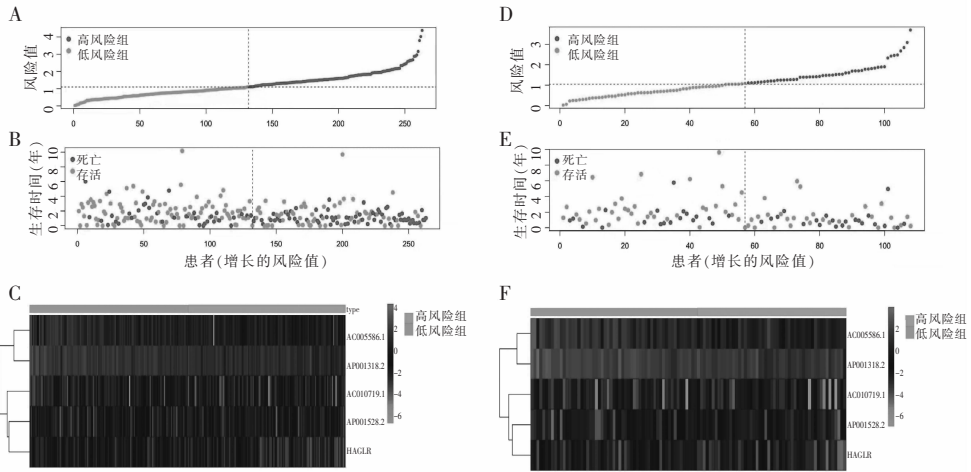 A
高风险组
低风险组
风险值
0 1 2 3 4
0 50 100 150 200 250
B
死亡
存活
生存时间(年)
0 2 4 6 8 10
0 50 100 150 200 250
患者(增长的风险值)
C
type
高风险组
低风险组
4
2
0
−2
−4
−6
AC005586.1
AP001318.2
AC010719.1
AP001528.2
HAGLR
D
高风险组
低风险组
风险值
0 1 2 3
0 20 40 60 80 100
E
死亡
存活
生存时间(年)
0 2 4 6 8 10
0 20 40 60 80 100
患者(增长的风险值)
F
高风险组
低风险组
2
0
−2
−4
−6
AC005586.1
AP001318.2
AC010719.1
AP001528.2
HAGLR